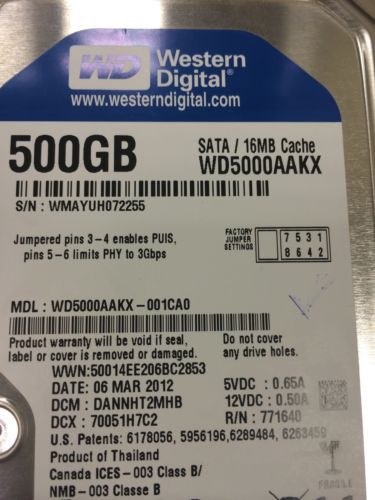 WD Western
Digital®
www.westerndigital.com
500GB
SATA / 16MB Cache
WD5000AAKX
S/N : WMAYUH072255
Jumpered pins 3-4 enables PUIS,
pins 5-6 limits PHY to 3Gbps
FACTORY
JUMPER
SETTINGS
7 5 3 1
8 6 4 2
MDL : WD5000AAKX-001CA0
Product warranty will be void if seal,
label or cover is removed or damaged.
Do not cover
any drive holes.
WWN:50014EE206BC2853
DATE: 06 MAR 2012
DCM : DANNHT2MHB
DCX : 70051H7C2
5VDC : 0.65A
12VDC : 0.50A
R/N : 771640
U.S. Patents: 6178056, 5956196,6289484, 6263459
Product of Thailand
Canada ICES-003 Class B/
NMB-003 Classe B
FRAGILE